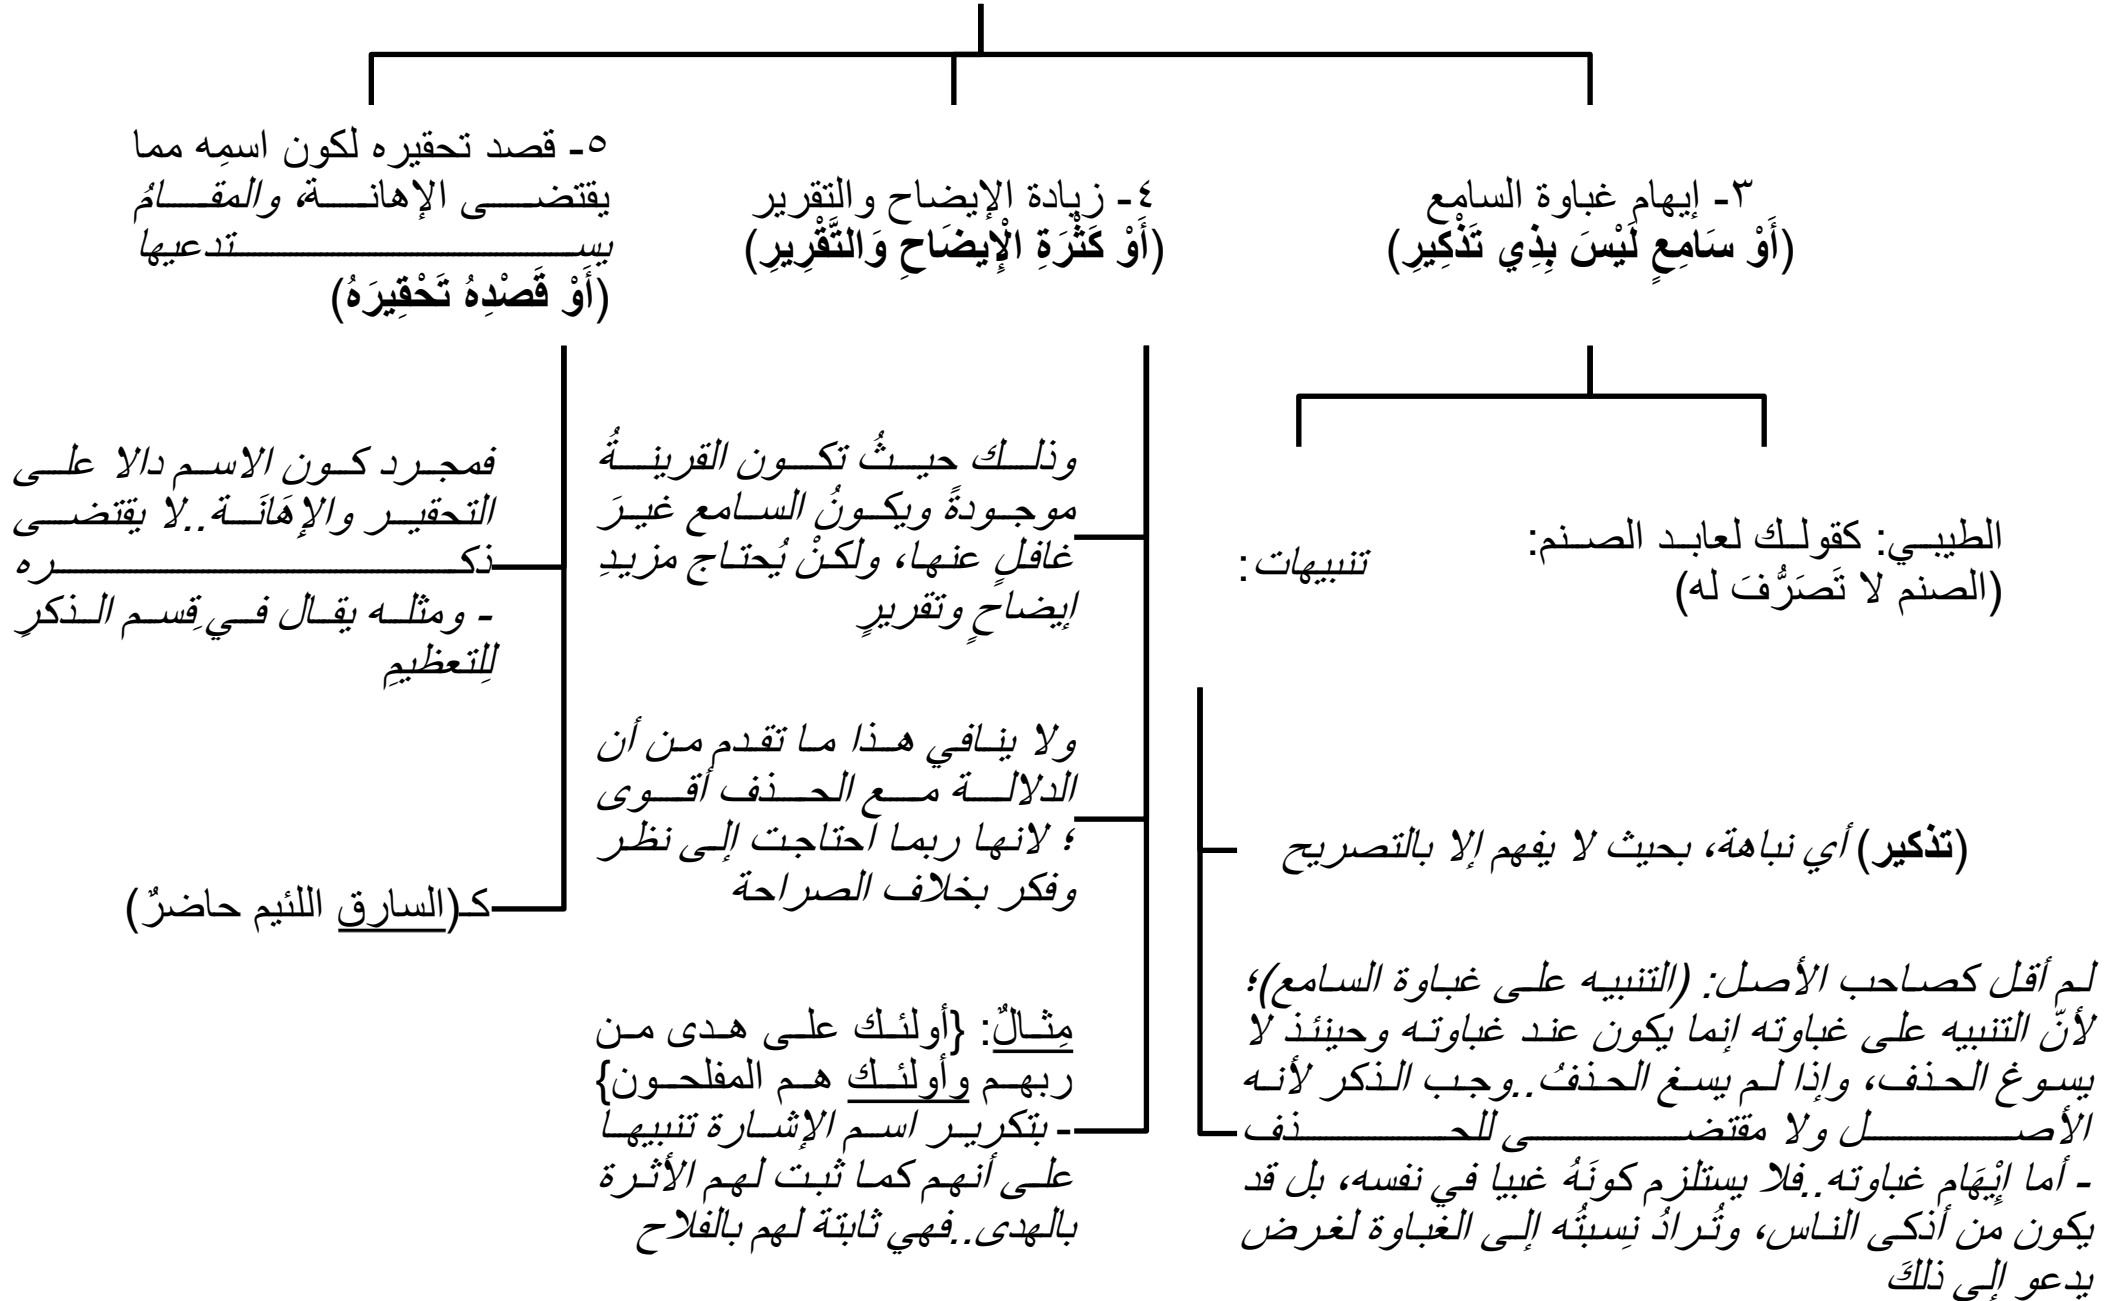 ٣- إيهام غباوة السامع
(أَوْ سَامِعٍ لَيْسَ بِذِي تَذْكِيرِ)
الطيبي: كقولك لعابد الصنم:
(الصنم لا تَصَرُّفَ له)
تنبيهات:
(تذكير) أي نباهة، بحيث لا يفهم إلا بالتصريح
لم أقل كصاحب الأصل: (التنبيه على غباوة السامع)؛
لأنّ التنبيه على غباوته إنما يكون عند غباوته وحينئذ لا
يسوغ الحذف، وإذا لم يسغ الحذفُ..وجب الذكر لأنه
الأصل ولا مقتضى للحذف
- أما إِيْهَام غباوته..فلا يستلزم كونَهُ غبيا في نفسه، بل قد
يكون من أذكى الناس، وتُرادُ نِسبتُه إلى الغباوة لغرض
يدعو إلى ذلكَ
٤- زيادة الإيضاح والتقرير
(أَوْ كَثْرَةِ الْإِيضَاحِ وَالتَّقْرِيرِ)
وذلك حيثُ تكون القرينةُ
موجودةً ويكونُ السامع غيرَ
غافلٍ عنها، ولكنْ يُحتاج مزيدِ
إيضاحٍ وتقريرٍ
ولا ينافي هذا ما تقدم من أن
الدلالة مع الحذف أقوى
؛ لانها ربما احتاجت إلى نظر
وفكر بخلاف الصراحة
مِثالٌ: {أولئك على هدى من
ربهم وأولئك هم المفلحون}
- بتكرير اسم الإشارة تنبيها
على أنهم كما ثبت لهم الأثرة
بالهدى..فهي ثابتة لهم بالفلاح
٥- قصد تحقيره لكون اسمِه مما
يقتضى الإهانة، والمقامُ
يستدعيها
(أَوْ قَصْدِهُ تَحْقِيرَهُ)
فمجرد كون الاسم دالا على
التحقير والإهَانَة..لا يقتضى
ذكره
- ومثله يقال في قِسم الذكرِ
لِلتعظيمِ
كـ(السارق اللئيم حاضرٌ)